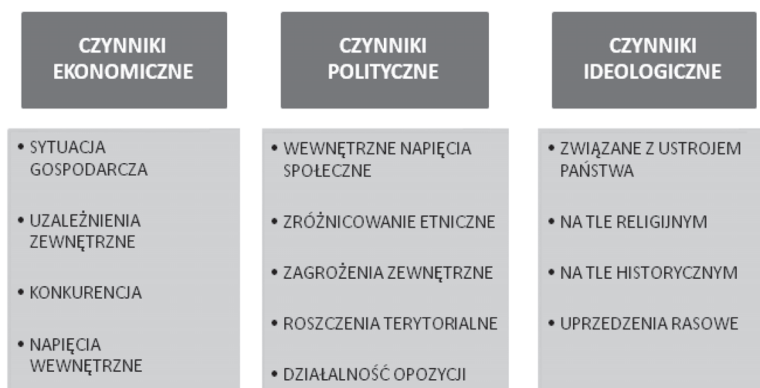 CZYNNIKI
EKONOMICZNE
• SYTUACJA
GOSPODARCZA
• UZALEŻNIENIA
ZEWNĘTRZNE
• KONKURENCJA
• NAPIĘCIA
WEWNĘTRZNE
CZYNNIKI
POLITYCZNE
• WEWNĘTRZNE NAPIĘCIA
SPOŁECZNE
• ZRÓŻNICOWANIE ETNICZNE
• ZAGROŻENIA ZEWNĘTRZNE
• ROSZCZENIA TERYTORIALNE
• DZIAŁALNOŚĆ OPOZYCJI
CZYNNIKI
IDEOLOGICZNE
• ZWIĄZANE Z USTROJEM
PAŃSTWA
• NA TLE RELIGIJNYM
• NA TLE HISTORYCZNYM
• UPRZEDZENIA RASOWE